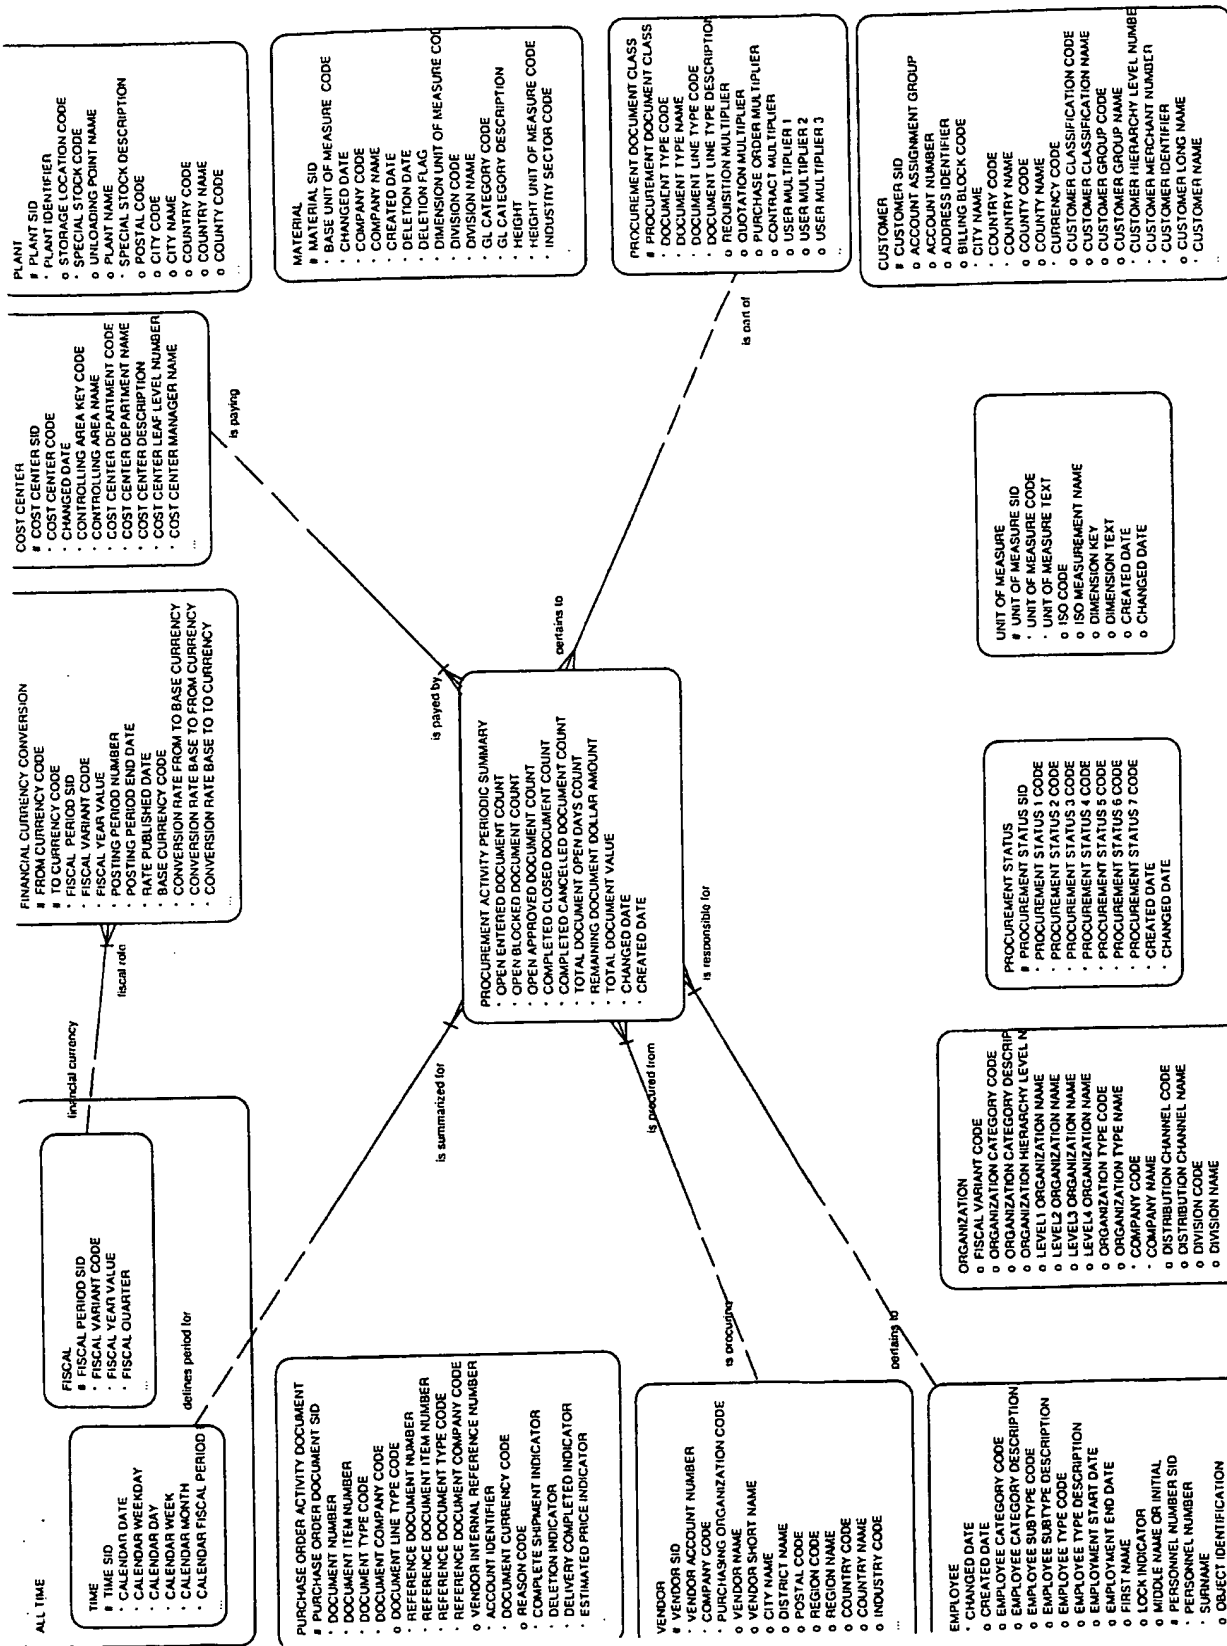 ALL TIME
TIME
# TIME SID
· CALENDAR DATE
· CALENDAR WEEKDAY
· CALENDAR DAY
· CALENDAR WEEK
· CALENDAR MONTH
· CALENDAR FISCAL PERIOD
FISCAL
# FISCAL PERIOD SID
· FISCAL VARIANT CODE
· FISCAL YEAR VALUE
· FISCAL QUARTER
...
financial currency
fiscal role
FINANCIAL CURRENCY CONVERSION
# FROM CURRENCY CODE
# TO CURRENCY CODE
· FISCAL PERIOD SID
· FISCAL VARIANT CODE
· FISCAL YEAR VALUE
· POSTING PERIOD NUMBER
· POSTING PERIOD END DATE
· RATE PUBLISHED DATE
· BASE CURRENCY CODE
· CONVERSION RATE FROM TO BASE CURRENCY
· CONVERSION RATE BASE TO FROM CURRENCY
· CONVERSION RATE BASE TO TO CURRENCY
...
COST CENTER
# COST CENTER SID
· COST CENTER CODE
· CHANGED DATE
· CONTROLLING AREA KEY CODE
· CONTROLLING AREA NAME
· COST CENTER DEPARTMENT CODE
· COST CENTER DEPARTMENT NAME
· COST CENTER DESCRIPTION
· COST CENTER LEAF LEVEL NUMBER
· COST CENTER MANAGER NAME
...
PLANT
# PLANT SID
· PLANT IDENTIFIER
o STORAGE LOCATION CODE
· SPECIAL STOCK CODE
o UNLOADING POINT NAME
o PLANT NAME
· SPECIAL STOCK DESCRIPTION
o POSTAL CODE
o CITY CODE
o CITY NAME
o COUNTRY CODE
o COUNTRY NAME
o COUNTY CODE
...
defines period for
is summarized for
is payed by
is paying
PURCHASE ORDER ACTIVITY DOCUMENT
# PURCHASE ORDER DOCUMENT SID
· DOCUMENT NUMBER
· DOCUMENT ITEM NUMBER
· DOCUMENT TYPE CODE
· DOCUMENT COMPANY CODE
o DOCUMENT LINE TYPE CODE
· REFERENCE DOCUMENT NUMBER
· REFERENCE DOCUMENT ITEM NUMBER
· REFERENCE DOCUMENT TYPE CODE
· REFERENCE DOCUMENT COMPANY CODE
o VENDOR INTERNAL REFERENCE NUMBER
· ACCOUNT IDENTIFIER
· DOCUMENT CURRENCY CODE
o REASON CODE
· COMPLETE SHIPMENT INDICATOR
· DELETION INDICATOR
· DELIVERY COMPLETED INDICATOR
· ESTIMATED PRICE INDICATOR
MATERIAL
# MATERIAL SID
· BASE UNIT OF MEASURE CODE
· CHANGED DATE
· COMPANY CODE
· COMPANY NAME
· CREATED DATE
· DELETION DATE
· DELETION FLAG
· DIMENSION UNIT OF MEASURE COD
· DIVISION CODE
· DIVISION NAME
· GL CATEGORY CODE
· GL CATEGORY DESCRIPTION
· HEIGHT
· HEIGHT UNIT OF MEASURE CODE
· INDUSTRY SECTOR CODE
PROCUREMENT ACTIVITY PERIODIC SUMMARY
· OPEN ENTERED DOCUMENT COUNT
· OPEN BLOCKED DOCUMENT COUNT
· OPEN APPROVED DOCUMENT COUNT
· COMPLETED CLOSED DOCUMENT COUNT
· COMPLETED CANCELLED DOCUMENT COUNT
· TOTAL DOCUMENT OPEN DAYS COUNT
· REMAINING DOCUMENT DOLLAR AMOUNT
· TOTAL DOCUMENT VALUE
· CHANGED DATE
· CREATED DATE
pertains to
is part of
is procured from
is responsible for
is procuring
pertains to
VENDOR
# VENDOR SID
· VENDOR ACCOUNT NUMBER
· COMPANY CODE
· PURCHASING ORGANIZATION CODE
o VENDOR NAME
o VENDOR SHORT NAME
o CITY NAME
o DISTRICT NAME
o POSTAL CODE
o REGION CODE
o REGION NAME
o COUNTRY CODE
o COUNTRY NAME
o INDUSTRY CODE
...
PROCUREMENT DOCUMENT CLASS
# PROCUREMENT DOCUMENT CLASS
· DOCUMENT TYPE CODE
· DOCUMENT TYPE NAME
· DOCUMENT LINE TYPE CODE
· DOCUMENT LINE TYPE DESCRIPTION
o REQUISITION MULTIPLIER
o QUOTATION MULTIPLIER
o PURCHASE ORDER MULTIPLIER
o CONTRACT MULTIPLIER
o USER MULTIPLIER 1
o USER MULTIPLIER 2
o USER MULTIPLIER 3
...
EMPLOYEE
· CHANGED DATE
o CREATED DATE
o EMPLOYEE CATEGORY CODE
o EMPLOYEE CATEGORY DESCRIPTION
o EMPLOYEE SUBTYPE CODE
o EMPLOYEE SUBTYPE DESCRIPTION
o EMPLOYEE TYPE CODE
o EMPLOYEE TYPE DESCRIPTION
o EMPLOYMENT START DATE
o EMPLOYMENT END DATE
o FIRST NAME
o LOCK INDICATOR
o MIDDLE NAME OR INITIAL
# PERSONNEL NUMBER SID
· PERSONNEL NUMBER
· SURNAME
o OBJECT IDENTIFICATION
ORGANIZATION
o FISCAL VARIANT CODE
o ORGANIZATION CATEGORY CODE
o ORGANIZATION CATEGORY DESCRIP
o ORGANIZATION HIERARCHY LEVEL N
o LEVEL1 ORGANIZATION NAME
o LEVEL2 ORGANIZATION NAME
o LEVEL3 ORGANIZATION NAME
o LEVEL4 ORGANIZATION NAME
o ORGANIZATION TYPE CODE
o ORGANIZATION TYPE NAME
· COMPANY CODE
· COMPANY NAME
o DISTRIBUTION CHANNEL CODE
o DISTRIBUTION CHANNEL NAME
o DIVISION CODE
o DIVISION NAME
PROCUREMENT STATUS
# PROCUREMENT STATUS SID
· PROCUREMENT STATUS 1 CODE
· PROCUREMENT STATUS 2 CODE
· PROCUREMENT STATUS 3 CODE
· PROCUREMENT STATUS 4 CODE
· PROCUREMENT STATUS 5 CODE
· PROCUREMENT STATUS 6 CODE
· PROCUREMENT STATUS 7 CODE
· CREATED DATE
· CHANGED DATE
UNIT OF MEASURE
# UNIT OF MEASURE SID
· UNIT OF MEASURE CODE
· UNIT OF MEASURE TEXT
o ISO CODE
o ISO MEASUREMENT NAME
o DIMENSION KEY
o DIMENSION TEXT
o CREATED DATE
o CHANGED DATE
CUSTOMER
# CUSTOMER SID
o ACCOUNT ASSIGNMENT GROUP
o ACCOUNT NUMBER
o ADDRESS IDENTIFIER
o BILLING BLOCK CODE
· CITY NAME
· COUNTRY CODE
· COUNTRY NAME
o COUNTY CODE
o COUNTY NAME
· CURRENCY CODE
o CUSTOMER CLASSIFICATION CODE
o CUSTOMER CLASSIFICATION NAME
o CUSTOMER GROUP CODE
o CUSTOMER GROUP NAME
· CUSTOMER HIERARCHY LEVEL NUMBE
· CUSTOMER MERCHANT NUMBER
· CUSTOMER IDENTIFIER
o CUSTOMER LONG NAME
· CUSTOMER NAME
...